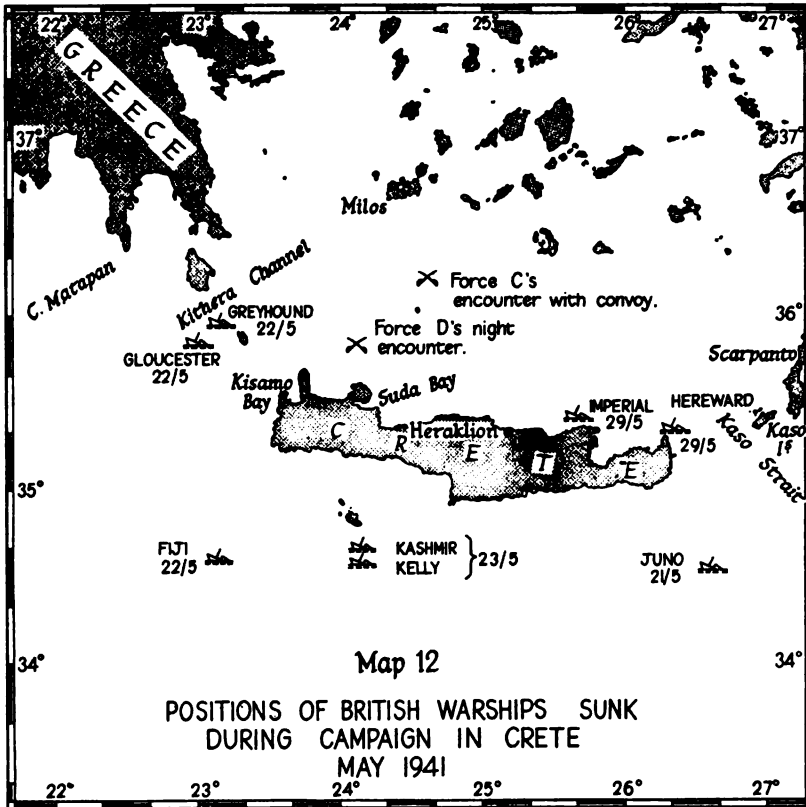 22° 23° 24° 25° 26° 27°
GREECE
37° 37°
Milos
C. Matapan
Kithera Channel
Force C's
encounter with convoy.
GREYHOUND
22/5
36°
Force D's night
encounter.
GLOUCESTER
22/5
Scarpanto
Kisamo
Bay
Suda Bay
IMPERIAL
29/5
HEREWARD
29/5
Kaso
Is
Kaso Strait
Heraklion
CRETE
35°
FIJI
22/5
KASHMIR
KELLY
23/5
JUNO
21/5
34° 34°
Map 12
POSITIONS OF BRITISH WARSHIPS SUNK
DURING CAMPAIGN IN CRETE
MAY 1941
22° 23° 24° 25° 26° 27°